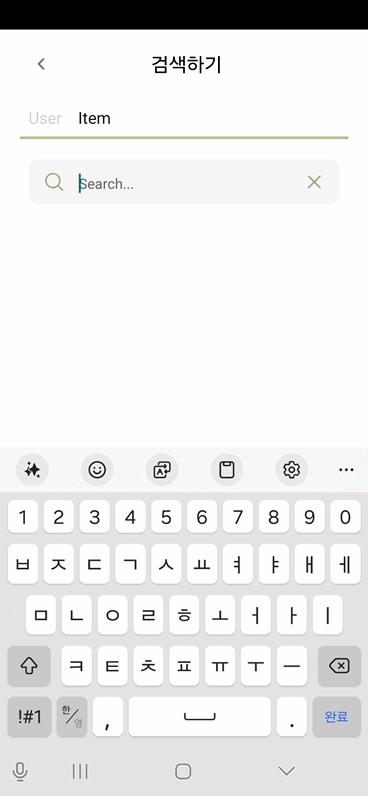 검색하기
User Item
Search...
1 2 3 4 5 6 7 8 9 0
ㅂ ㅈ ㄷ ㄱ ㅅ ㅛ ㅕ ㅑ ㅐ ㅔ
ㅁ ㄴ ㅇ ㄹ ㅎ ㅗ ㅓ ㅏ ㅣ
ㅋ ㅌ ㅊ ㅍ ㅠ ㅜ ㅡ
!#1 한/영 , . 완료